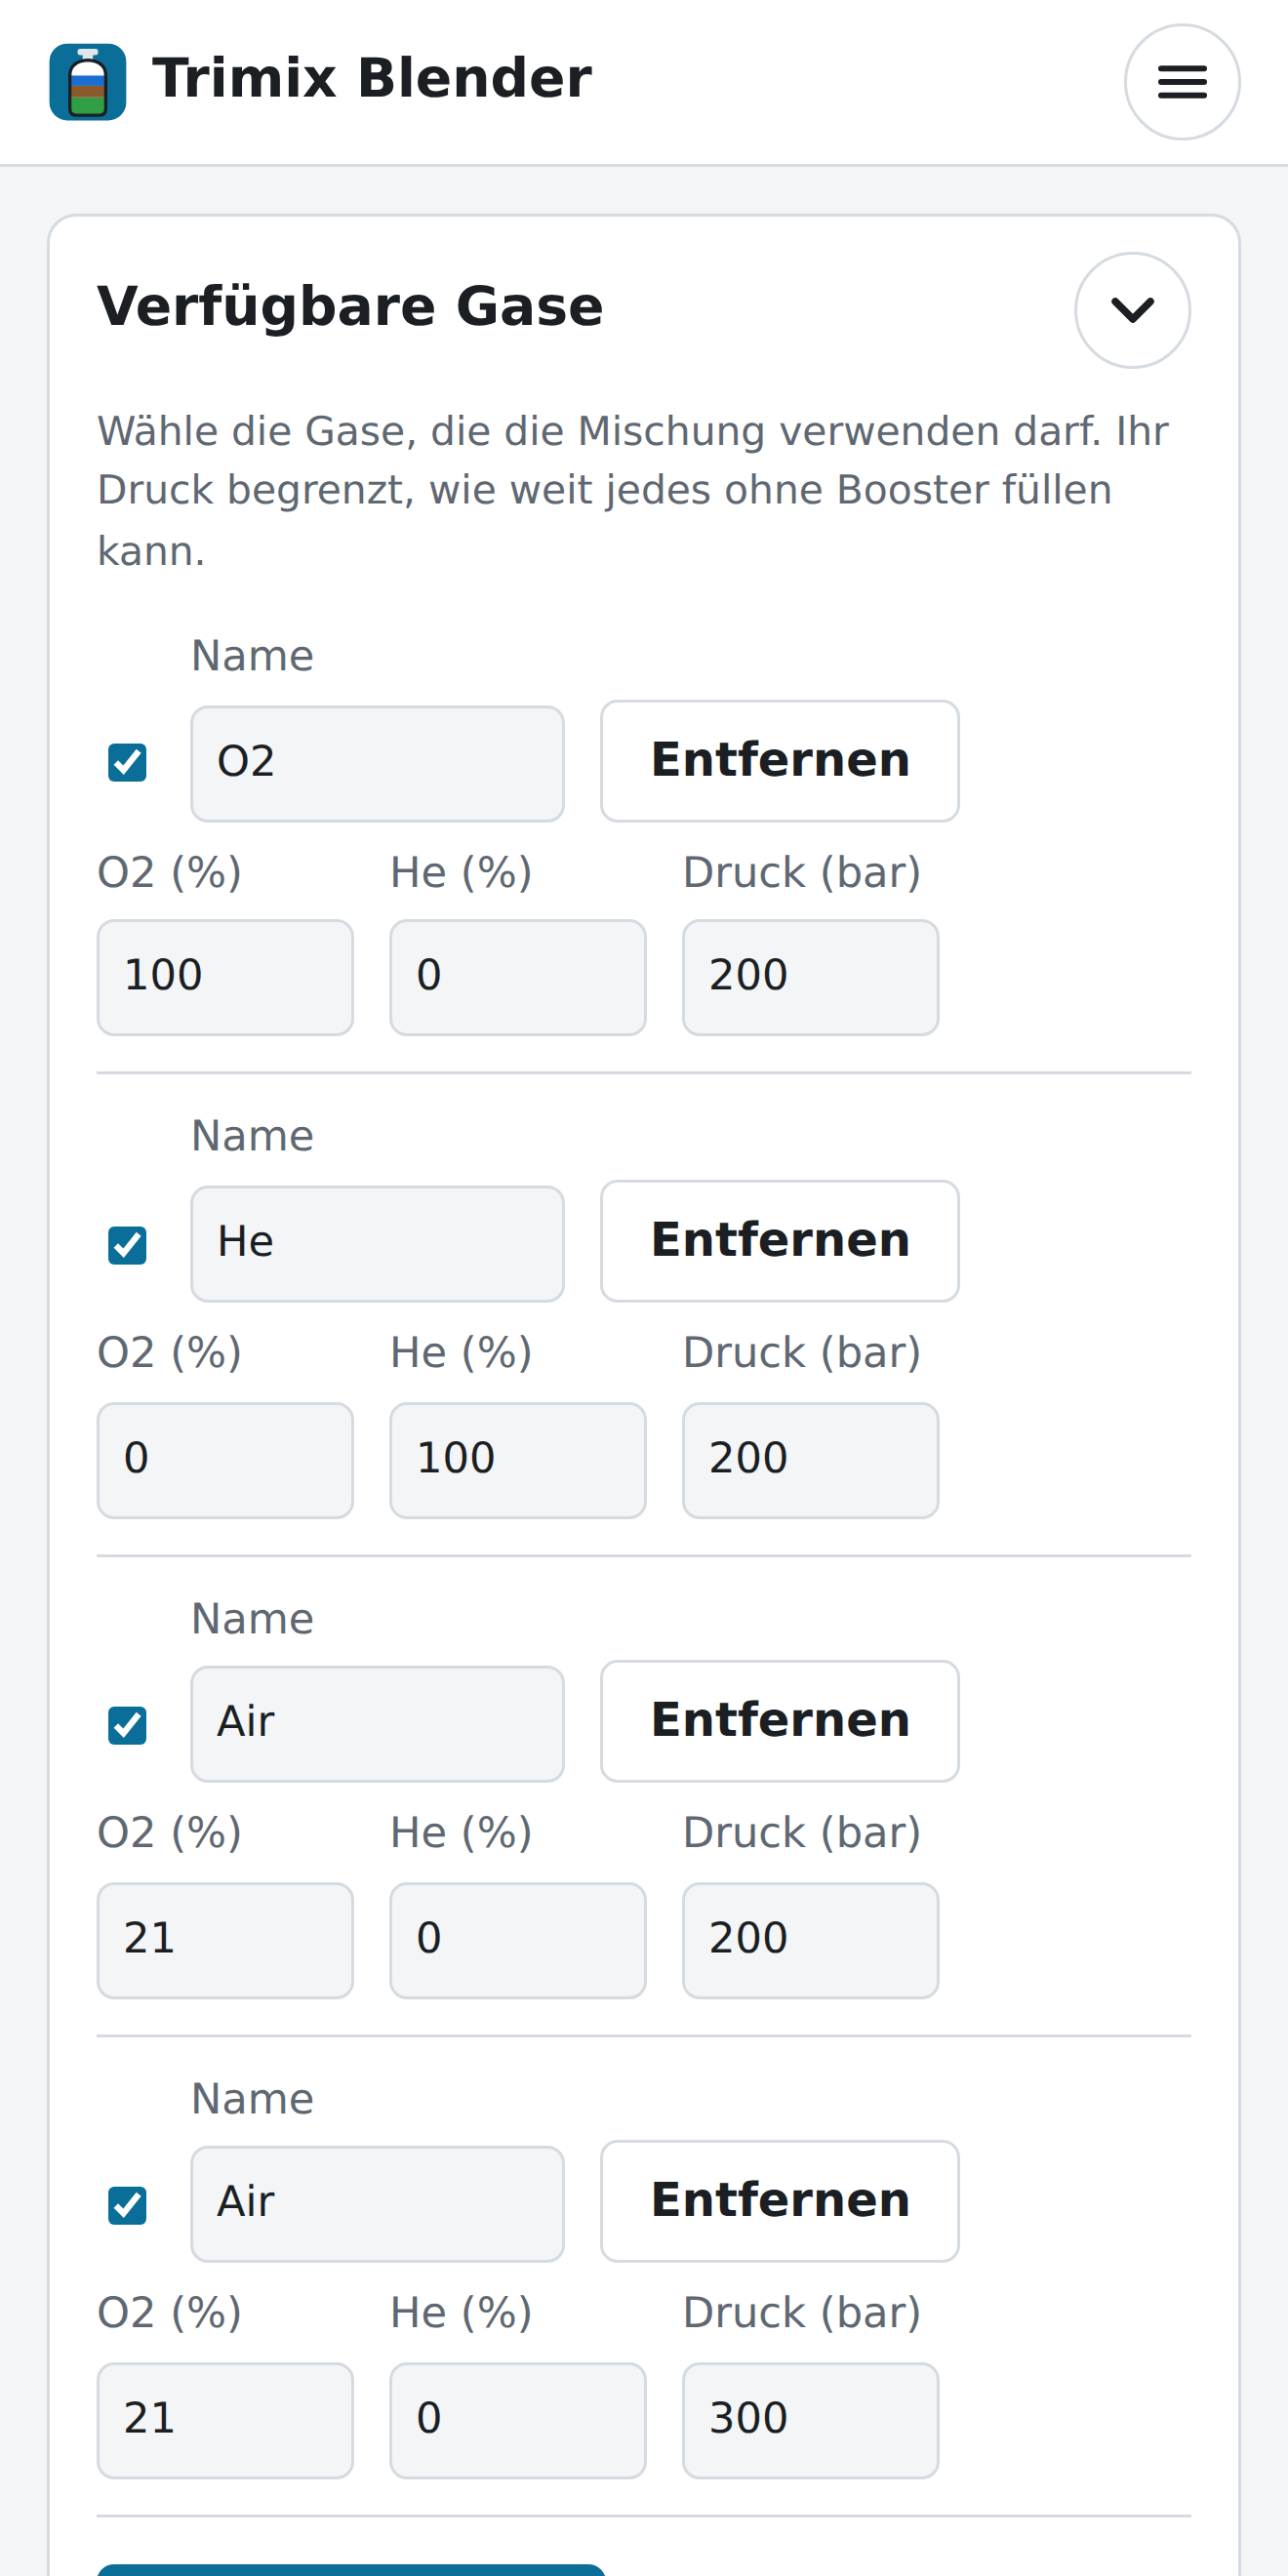 Trimix Blender
Verfügbare Gase
Wähle die Gase, die die Mischung verwenden darf. Ihr
Druck begrenzt, wie weit jedes ohne Booster füllen
kann.
Name
O2
Entfernen
O2 (%)
He (%)
Druck (bar)
100
0
200
Name
He
Entfernen
O2 (%)
He (%)
Druck (bar)
0
100
200
Name
Air
Entfernen
O2 (%)
He (%)
Druck (bar)
21
0
200
Name
Air
Entfernen
O2 (%)
He (%)
Druck (bar)
21
0
300